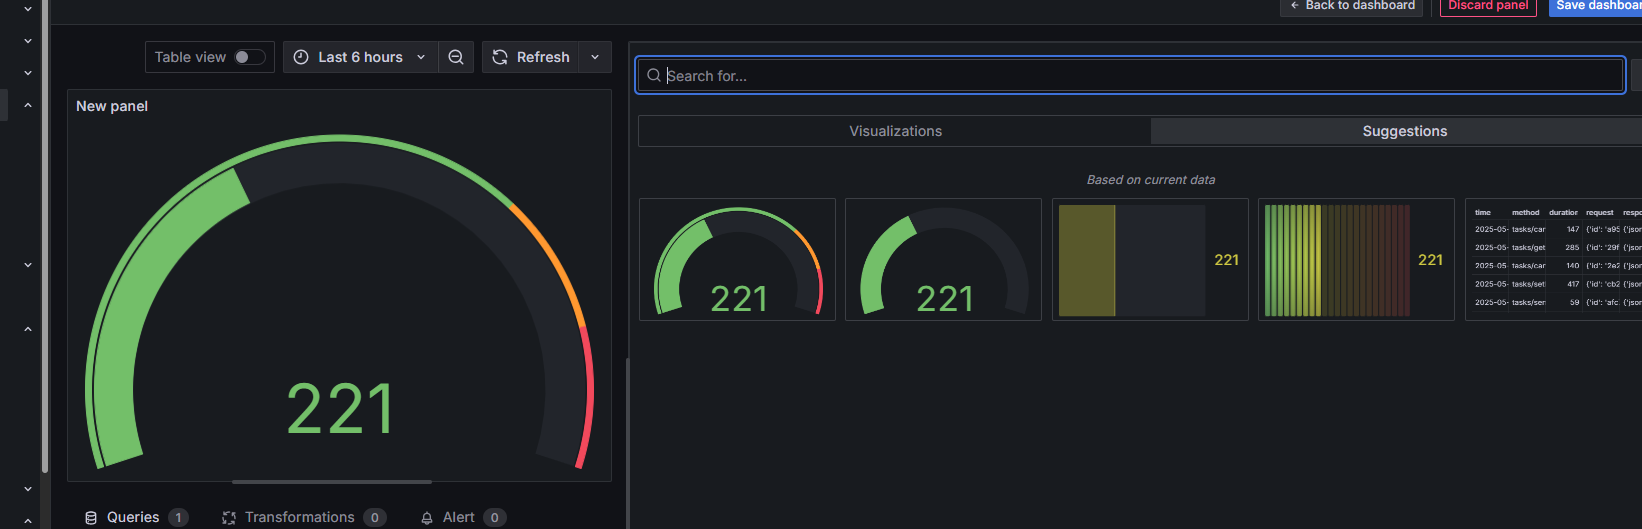 Back to dashboard
Discard panel
Save dashboar
Table view
Last 6 hours
Refresh
Search for...
New panel
221
Visualizations
Suggestions
Based on current data
221
221
221
221
time method duration request respo
2025-05- tasks/car 147 {'id': 'a95 {'json
2025-05- tasks/get 285 {'id': '29f {'json
2025-05- tasks/car 140 {'id': '2e2 {'json
2025-05- tasks/set 417 {'id': 'cb2 {'json
2025-05- tasks/ser 59 {'id': 'afc {'json
Queries 1
Transformations 0
Alert 0